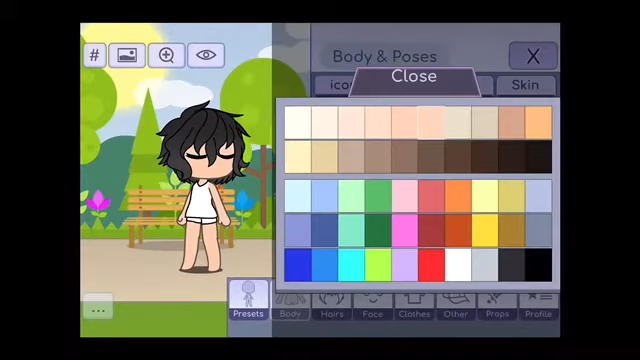 #
Body & Poses
X
Close
Skin
...
Presets
Body
Hairs
Face
Clothes
Other
Props
Profile